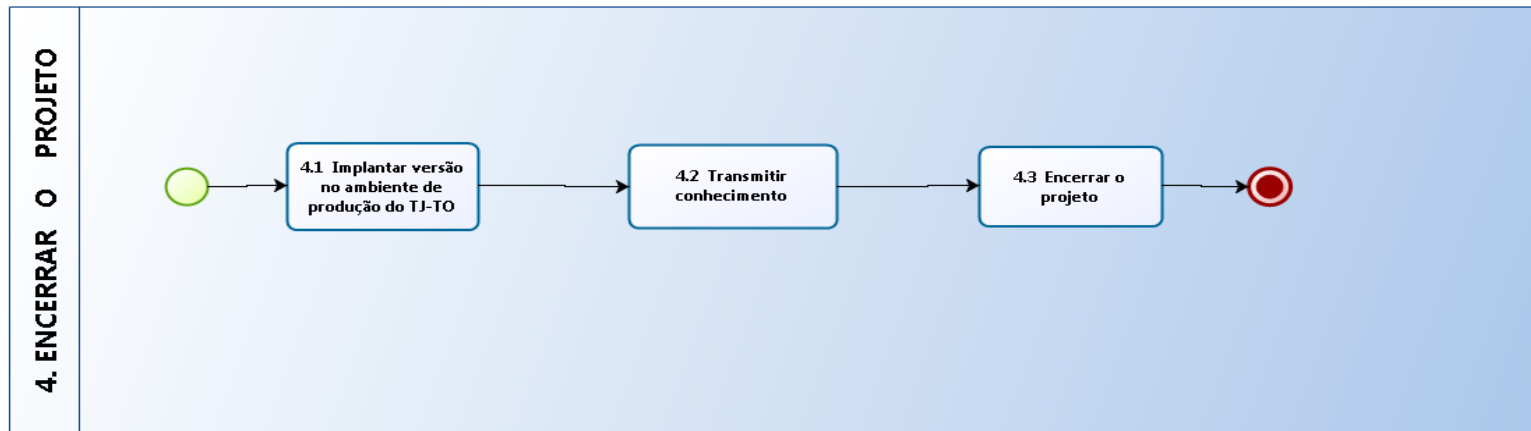 4. ENCERRAR O PROJETO
4.1 Implantar versão
no ambiente de
produção do TJ-TO
4.2 Transmitir
conhecimento
4.3 Encerrar o
projeto